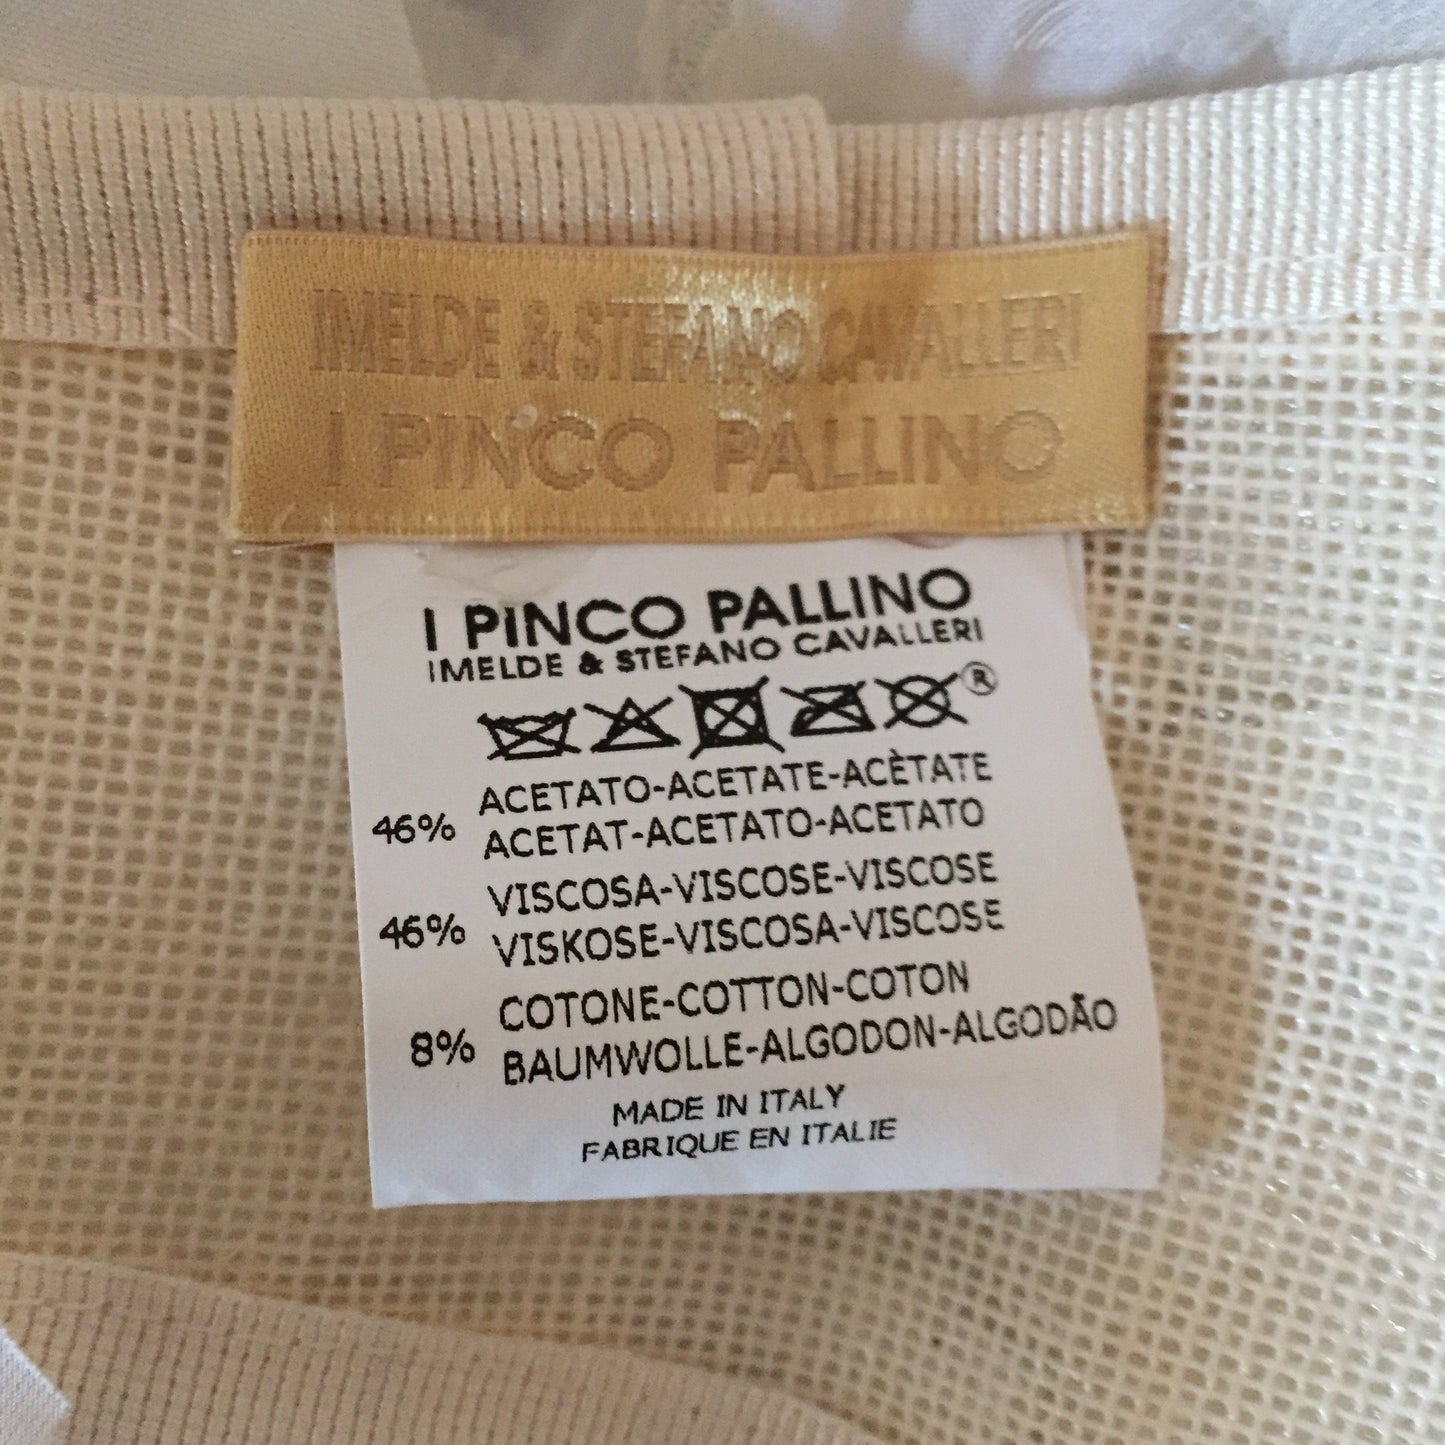 IMELDE & STEFANO CAVALLERI
I PINCO PALLINO
I PINCO PALLINO
IMELDE & STEFANO CAVALLERI
®
46% ACETATO-ACETATE-ACÈTATE
ACETAT-ACETATO-ACETATO
46% VISCOSA-VISCOSE-VISCOSE
VISKOSE-VISCOSA-VISCOSE
8% COTONE-COTTON-COTON
BAUMWOLLE-ALGODON-ALGODÃO
MADE IN ITALY
FABRIQUE EN ITALIE